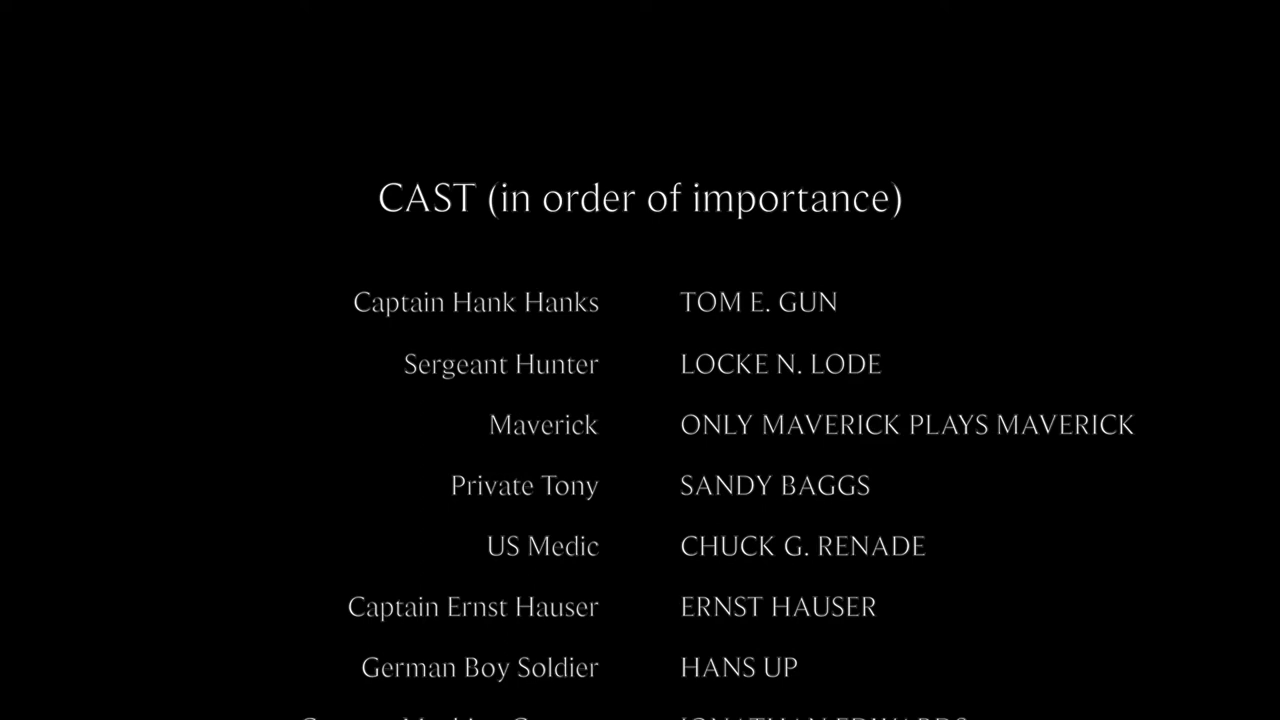 CAST (in order of importance)
Captain Hank Hanks TOM E. GUN
Sergeant Hunter LOCKE N. LODE
Maverick ONLY MAVERICK PLAYS MAVERICK
Private Tony SANDY BAGGS
US Medic CHUCK G. RENADE
Captain Ernst Hauser ERNST HAUSER
German Boy Soldier HANS UP